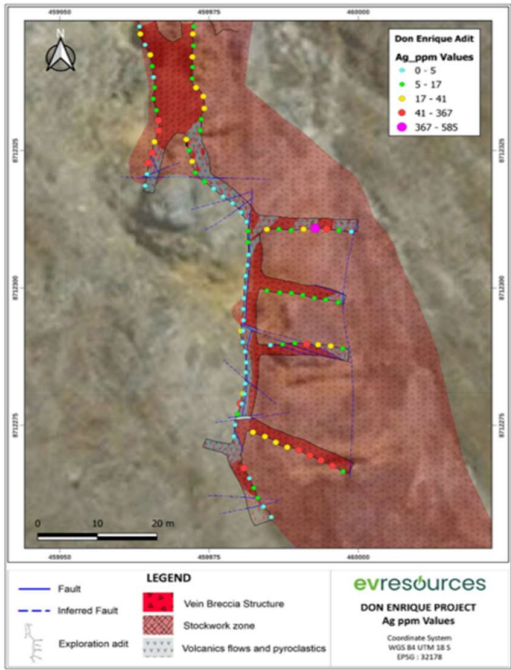 459950 459975 460000
Don Enrique Adit
Ag_ppm Values
0 - 5
5 - 17
17 - 41
41 - 367
367 - 585
N
8712325
8712300
8712275
0 10 20 m
459950 459975 460000
LEGEND
Fault
Inferred Fault
Exploration adit
Vein Breccia Structure
Stockwork zone
Volcanics flows and pyroclastics
evresources
DON ENRIQUE PROJECT
Ag ppm Values
Coordinate System
WGS 84 UTM 18 S
EPSG : 32178